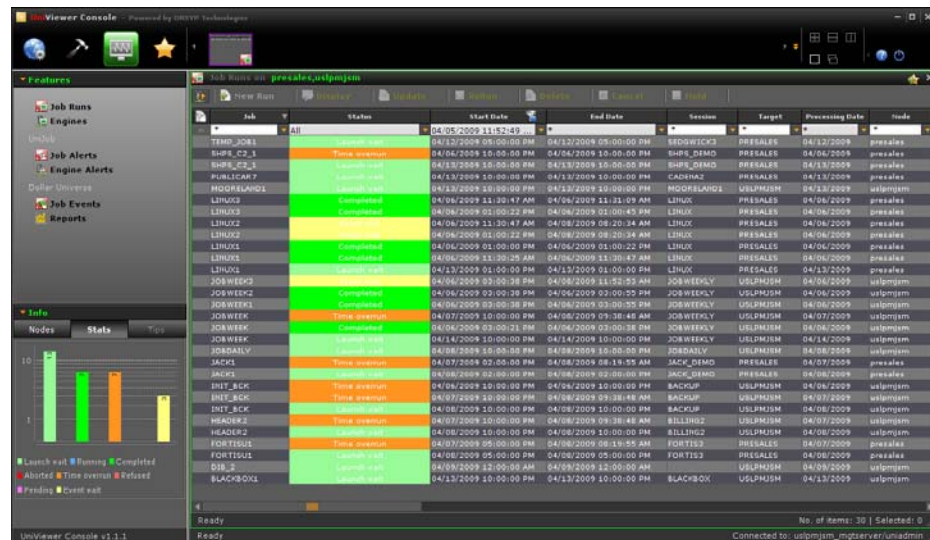 UniViewer Console - Powered by ORSYP Technologies
Features
Job Runs
Engines
UniJob
Job Alerts
Engine Alerts
Dollar Universe
Job Events
Reports
Info
Nodes Stats Tips
10
1
Launch wait Running Completed
Aborted Time overrun Refused
Pending Event wait
UniViewer Console v1.1.1
Job Runs on presales,uslpmjsm
New Run Display Update Rerun Delete Cancel Hold
Job Status Start Date End Date Session Target Processing Date Node
* All 04/05/2009 11:52:49 ... * * * * *
TEMP_JOB1 Launch wait 04/12/2009 05:00:00 PM 04/12/2009 05:00:00 PM SEDGWICK3 PRESALES 04/12/2009 presales
SHPS_C2_1 Time overrun 04/06/2009 10:00:00 PM 04/06/2009 10:00:00 PM SHPS_DEMO PRESALES 04/06/2009 presales
SHPS_C2_1 Launch wait 04/13/2009 10:00:00 PM 04/13/2009 10:00:00 PM SHPS_DEMO PRESALES 04/13/2009 presales
PUBLICAR7 Launch wait 04/13/2009 10:00:00 PM 04/13/2009 10:00:00 PM CADENA2 PRESALES 04/13/2009 presales
MOORELAND1 Launch wait 04/13/2009 10:00:00 PM 04/13/2009 10:00:00 PM MOORELAND1 USLPMJSM 04/13/2009 uslpmjsm
LINUX3 Completed 04/06/2009 11:30:47 AM 04/06/2009 11:31:09 AM LINUX PRESALES 04/06/2009 presales
LINUX3 Completed 04/06/2009 01:00:22 PM 04/06/2009 01:00:45 PM LINUX PRESALES 04/06/2009 presales
LINUX2 04/06/2009 11:30:47 AM 04/08/2009 08:20:34 AM LINUX PRESALES 04/06/2009 presales
LINUX2 04/06/2009 01:00:22 PM 04/08/2009 08:20:34 AM LINUX PRESALES 04/06/2009 presales
LINUX1 Completed 04/06/2009 01:00:00 PM 04/06/2009 01:00:22 PM LINUX PRESALES 04/06/2009 presales
LINUX1 Completed 04/06/2009 11:30:25 AM 04/06/2009 11:30:47 AM LINUX PRESALES 04/06/2009 presales
LINUX1 Launch wait 04/13/2009 01:00:00 PM 04/13/2009 01:00:00 PM LINUX PRESALES 04/13/2009 presales
JOBWEEK3 04/06/2009 03:00:38 PM 04/08/2009 11:52:53 AM JOBWEEKLY USLPMJSM 04/06/2009 uslpmjsm
JOBWEEK2 Completed 04/06/2009 03:00:38 PM 04/06/2009 03:00:55 PM JOBWEEKLY USLPMJSM 04/06/2009 uslpmjsm
JOBWEEK1 Completed 04/06/2009 03:00:38 PM 04/06/2009 03:00:55 PM JOBWEEKLY USLPMJSM 04/06/2009 uslpmjsm
JOBWEEK Time overrun 04/07/2009 10:00:00 PM 04/08/2009 09:38:48 AM JOBWEEKLY USLPMJSM 04/07/2009 uslpmjsm
JOBWEEK Completed 04/06/2009 03:00:21 PM 04/06/2009 03:00:38 PM JOBWEEKLY USLPMJSM 04/06/2009 uslpmjsm
JOBWEEK Launch wait 04/14/2009 10:00:00 PM 04/14/2009 10:00:00 PM JOBWEEKLY USLPMJSM 04/14/2009 uslpmjsm
JOBDAILY Launch wait 04/08/2009 10:00:00 PM 04/08/2009 10:00:00 PM JOBDAILY USLPMJSM 04/08/2009 uslpmjsm
JACK1 Time overrun 04/07/2009 02:00:00 PM 04/08/2009 08:19:55 AM JACK_DEMO PRESALES 04/07/2009 presales
JACK1 Launch wait 04/08/2009 02:00:00 PM 04/08/2009 02:00:00 PM JACK_DEMO PRESALES 04/08/2009 presales
INIT_BCK Time overrun 04/06/2009 10:00:00 PM 04/06/2009 10:00:00 PM BACKUP USLPMJSM 04/06/2009 uslpmjsm
INIT_BCK Time overrun 04/07/2009 10:00:00 PM 04/08/2009 09:38:48 AM BACKUP USLPMJSM 04/07/2009 uslpmjsm
INIT_BCK Launch wait 04/08/2009 10:00:00 PM 04/08/2009 10:00:00 PM BACKUP USLPMJSM 04/08/2009 uslpmjsm
HEADER2 Time overrun 04/07/2009 10:00:00 PM 04/08/2009 09:38:48 AM BILLING2 USLPMJSM 04/07/2009 uslpmjsm
HEADER2 Launch wait 04/08/2009 10:00:00 PM 04/08/2009 10:00:00 PM BILLING2 USLPMJSM 04/08/2009 uslpmjsm
FORTISU1 Time overrun 04/07/2009 05:00:00 PM 04/08/2009 08:19:55 AM FORTIS3 PRESALES 04/07/2009 presales
FORTISU1 Launch wait 04/08/2009 05:00:00 PM 04/08/2009 05:00:00 PM FORTIS3 PRESALES 04/08/2009 presales
DIB_2 Launch wait 04/09/2009 12:00:00 AM 04/09/2009 12:00:00 AM USLPMJSM 04/09/2009 uslpmjsm
BLACKBOX1 Launch wait 04/13/2009 10:00:00 PM 04/13/2009 10:00:00 PM BLACKBOX USLPMJSM 04/13/2009 uslpmjsm
Ready No. of items: 30 | Selected: 0
Ready Connected to: uslpmjsm_mgtserver/uniadmin